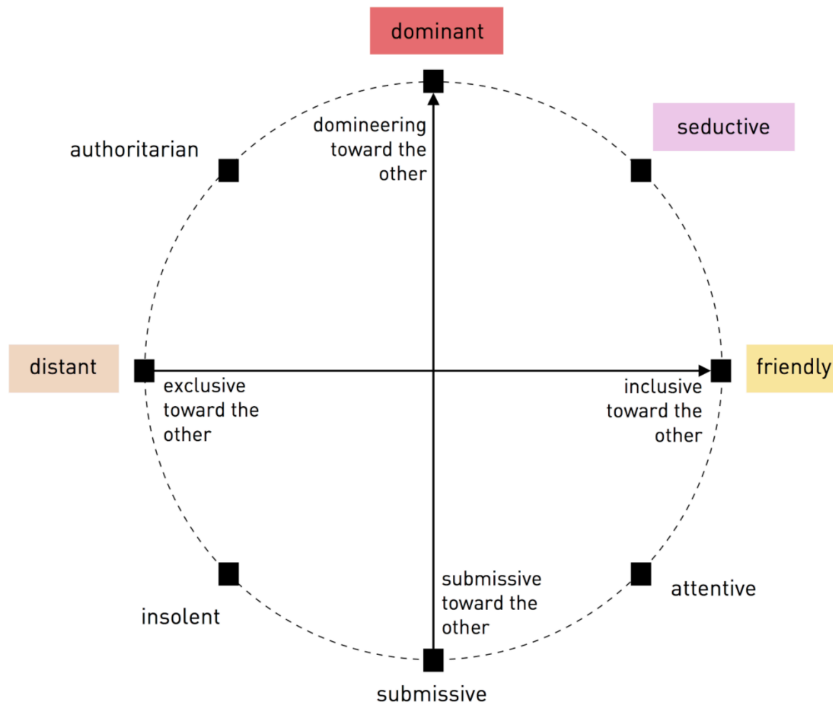 dominant
domineering
toward the
other
seductive
authoritarian
distant
friendly
exclusive
toward the
other
inclusive
toward the
other
submissive
toward the
other
attentive
insolent
submissive